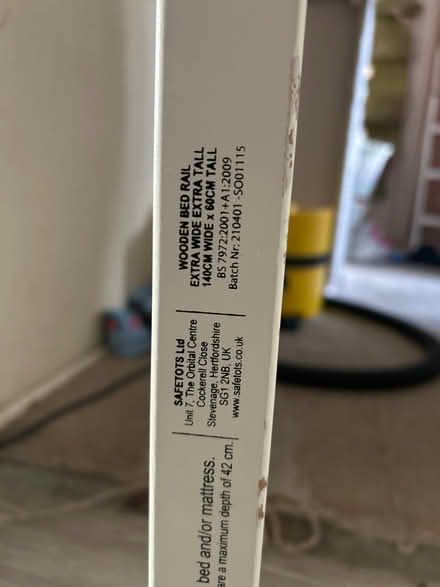 WOODEN BED RAIL
EXTRA WIDE EXTRA TALL
140CM WIDE x 60CM TALL
BS 7972:2001+A1:2009
Batch Nr: 210401-SO01115
SAFETOTS Ltd
Unit 7, The Orbital Centre
Cockerell Close
Stevenage, Hertfordshire
SG1 2NB, UK
www.safetots.co.uk
bed and/or mattress.
are a maximum depth of 42 cm.